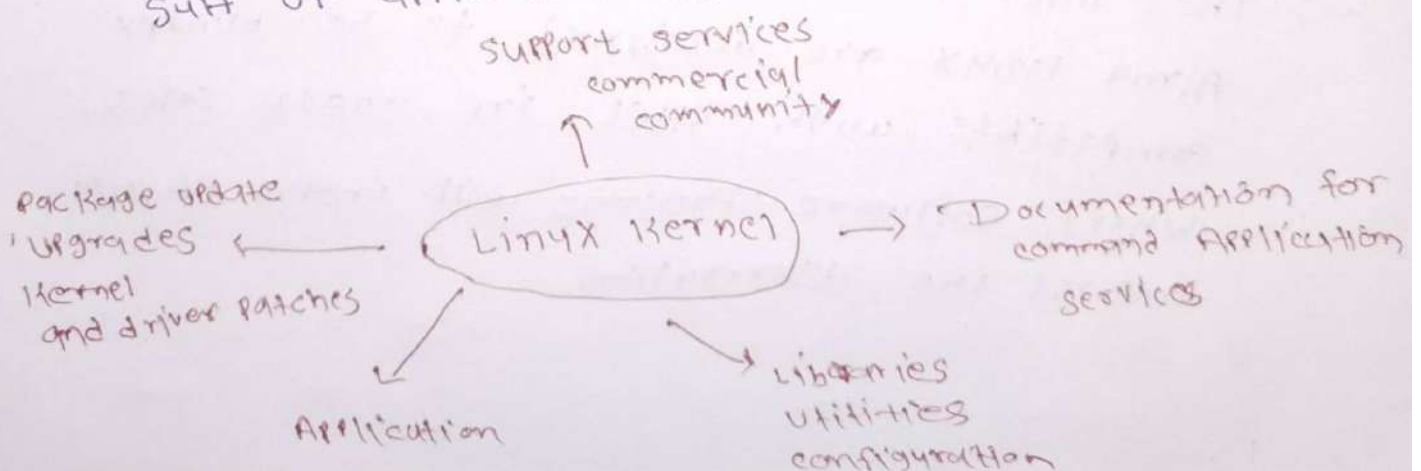 support services
commercial
community
Package update
upgrades
Kernel
and driver patches
Linux Kernel
Documentation for
command Application
services
Application
Libraries
utilities
configuration